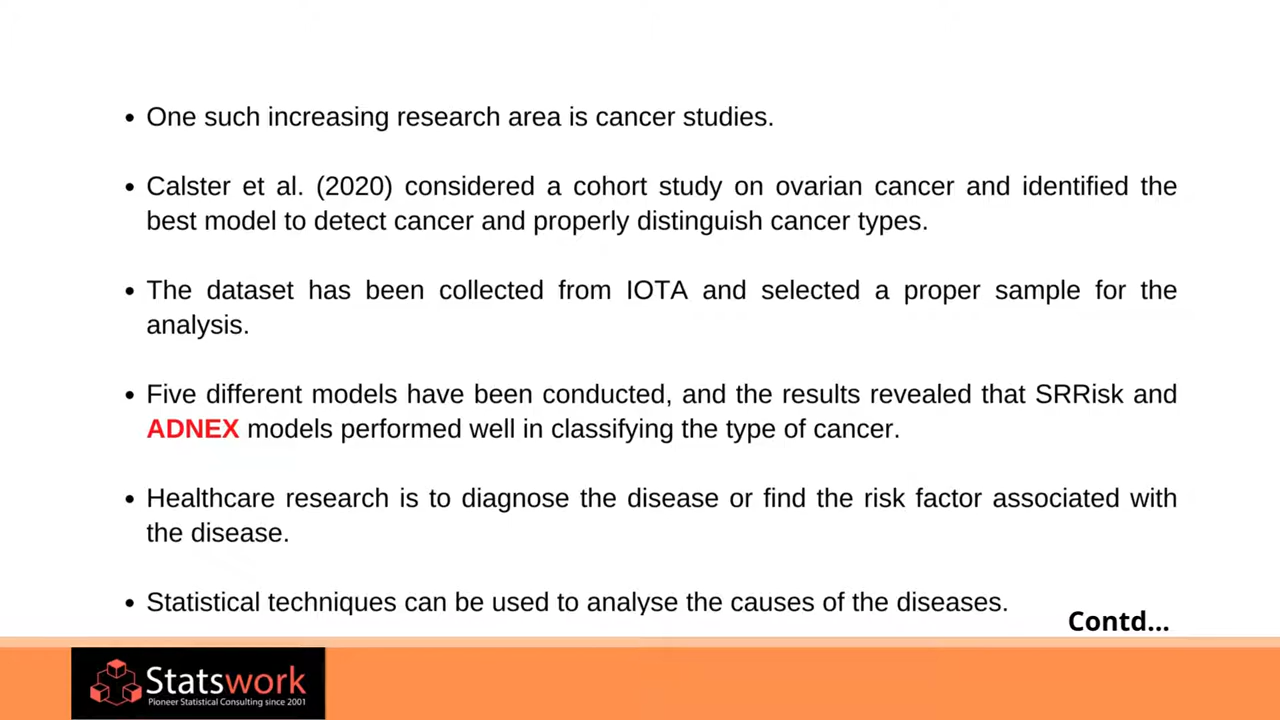 • One such increasing research area is cancer studies.
• Calster et al. (2020) considered a cohort study on ovarian cancer and identified the
best model to detect cancer and properly distinguish cancer types.
• The dataset has been collected from IOTA and selected a proper sample for the
analysis.
• Five different models have been conducted, and the results revealed that SRRisk and
ADNEX models performed well in classifying the type of cancer.
• Healthcare research is to diagnose the disease or find the risk factor associated with
the disease.
• Statistical techniques can be used to analyse the causes of the diseases.
Contd...
Statswork
Pioneer Statistical Consulting since 2001